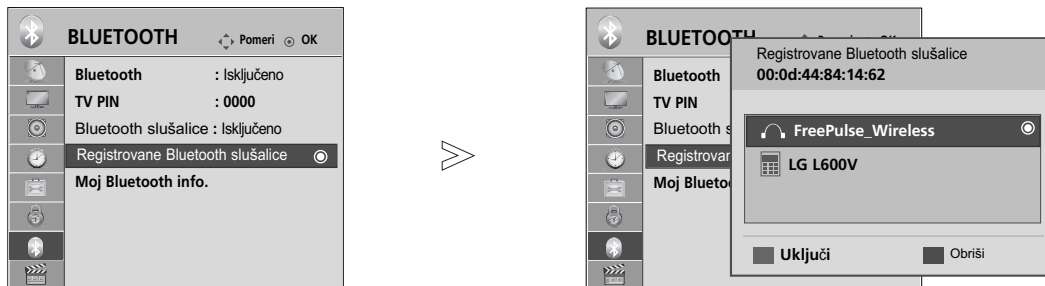 BLUETOOTH Pomeri OK
Bluetooth : Isključeno
TV PIN : 0000
Bluetooth slušalice : Isključeno
Registrovane Bluetooth slušalice
Moj Bluetooth info.
BLUETOOTH
Bluetooth
TV PIN
Bluetooth s
Registrovan
Moj Bluetoo
Registrovane Bluetooth slušalice
00:0d:44:84:14:62
FreePulse_Wireless
LG L600V
Uključi Obriši